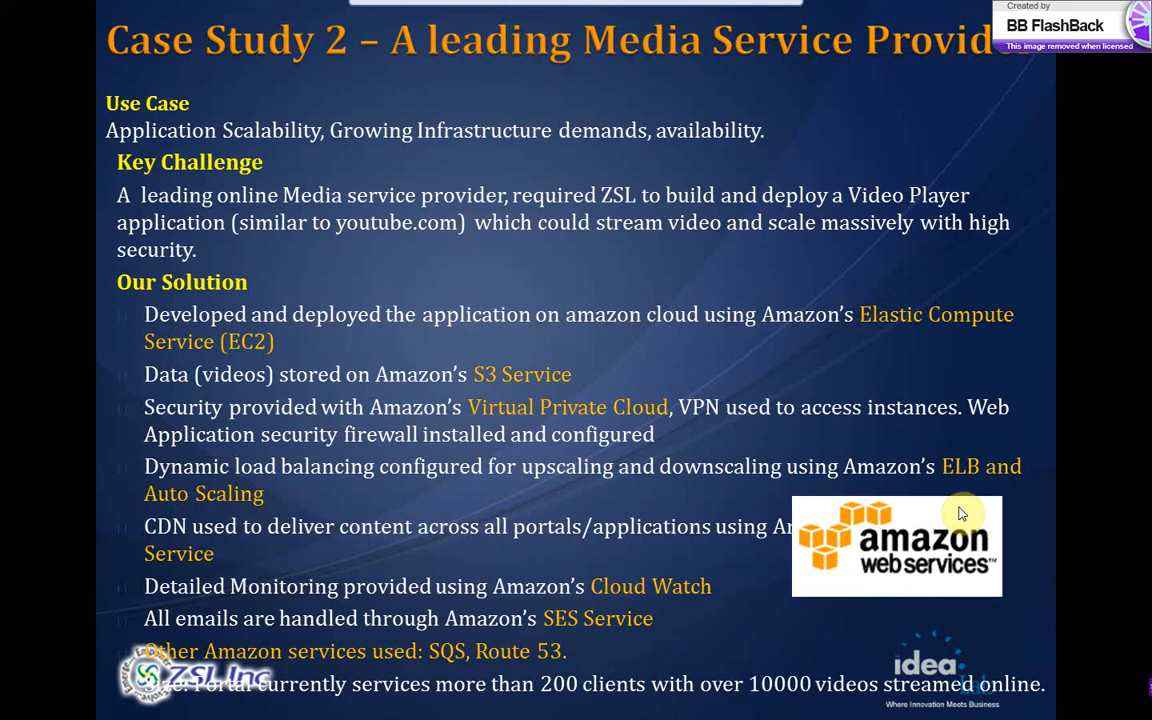 Created by
BB FlashBack
This image removed when licensed
Case Study 2 – A leading Media Service
Use Case
Application Scalability, Growing Infrastructure demands, availability.
Key Challenge
A leading online Media service provider, required ZSL to build and deploy a Video Player
application (similar to youtube.com) which could stream video and scale massively with high
security.
Our Solution
Developed and deployed the application on amazon cloud using Amazon's Elastic Compute
Service (EC2)
Data (videos) stored on Amazon's S3 Service
Security provided with Amazon's Virtual Private Cloud, VPN used to access instances. Web
Application security firewall installed and configured
Dynamic load balancing configured for upscaling and downscaling using Amazon's ELB and
Auto Scaling
CDN used to deliver content across all portals/applications using
Service
amazon
web services™
Detailed Monitoring provided using Amazon's Cloud Watch
All emails are handled through Amazon's SES Service
Other Amazon services used: SQS, Route 53.
ZSL Inc
idea
Lab
Portal currently services more than 200 clients with over 10000 videos streamed online.
Where Innovation Meets Business